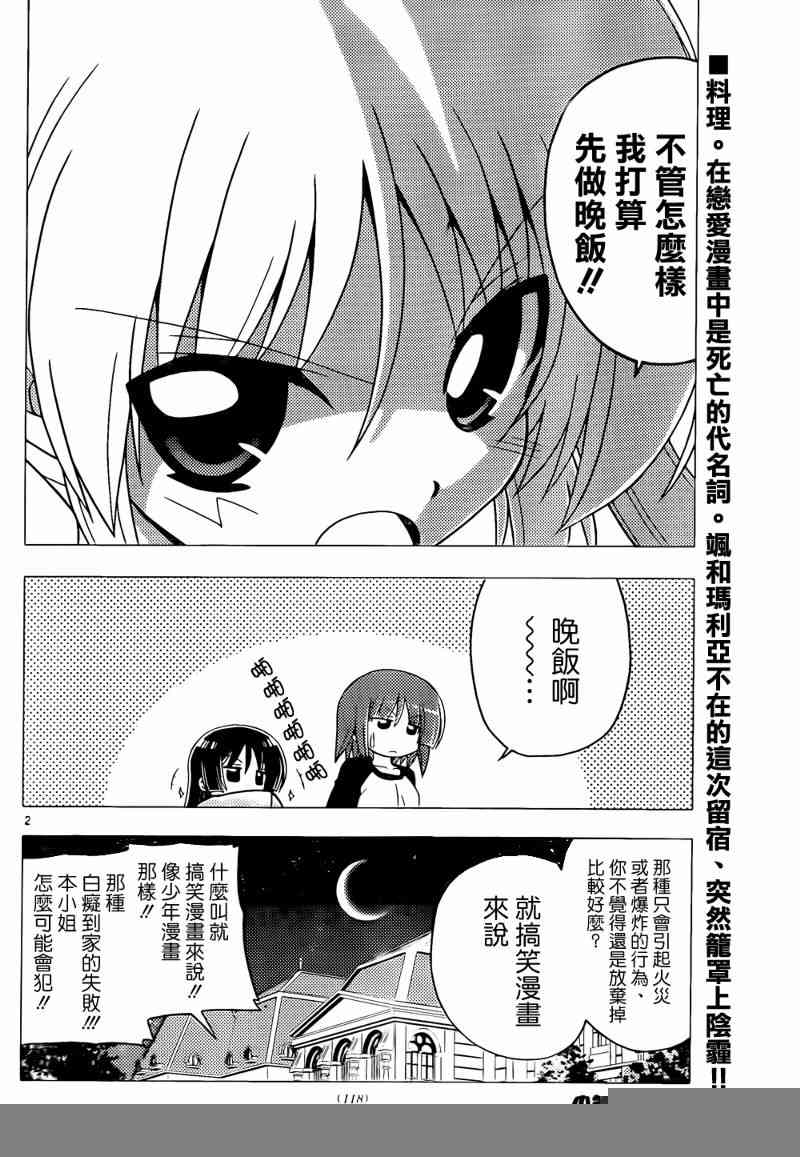 ■料理。在戀愛漫畫中是死亡的代名詞。颯和瑪利亞不在的這次留宿、突然籠罩上陰霾!!
不管怎麼樣
我打算
先做晚飯!!
晚飯啊
~~~~…
啪
啪
啪
啪
啪
啪
2
那種只會引起火災
或者爆炸的行為、
你不覺得還是放棄掉
比較好麼?
就搞笑漫畫
來說
什麼叫就
搞笑漫畫來說!!
像少年漫畫
那樣!!
那種
白癡到家的失敗!!!
本小姐
怎麼可能會犯!!
(118)